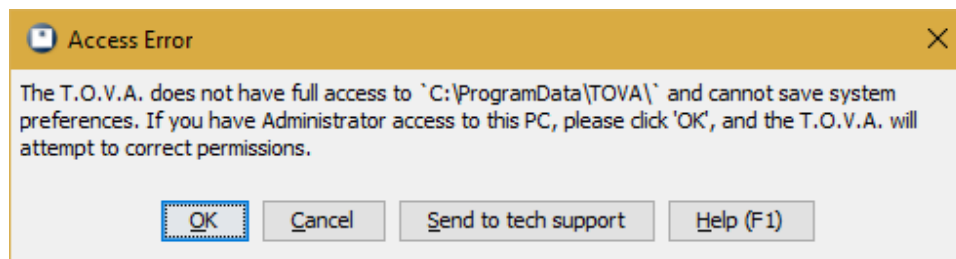 Access Error
The T.O.V.A. does not have full access to `C:\ProgramData\TOVA\` and cannot save system
preferences. If you have Administrator access to this PC, please click 'OK', and the T.O.V.A. will
attempt to correct permissions.
OK Cancel Send to tech support Help (F1)